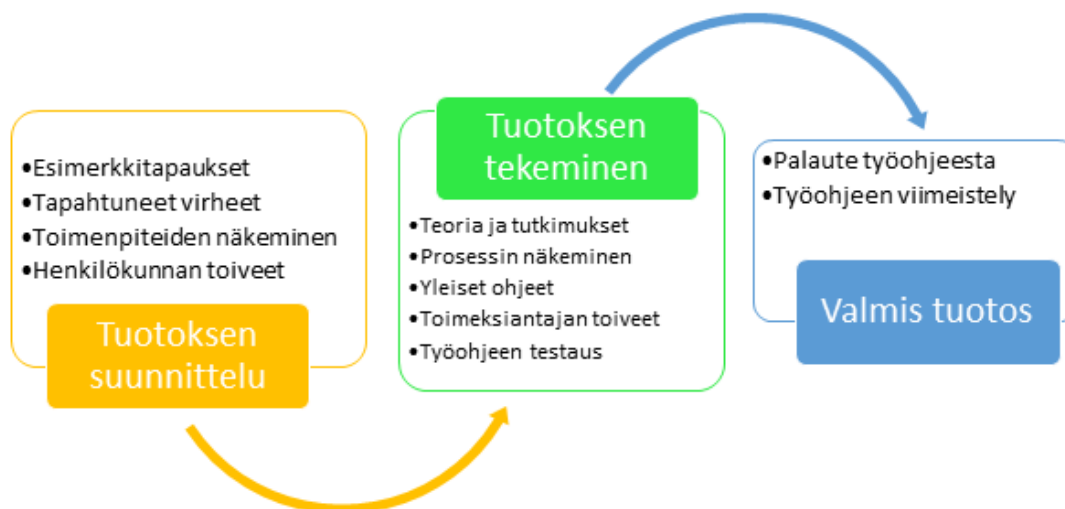 •Esimerkkitapaukset
•Tapahtuneet virheet
•Toimenpiteiden näkeminen
•Henkilökunnan toiveet
Tuotoksen
suunnittelu
Tuotoksen
tekeminen
•Teoria ja tutkimukset
•Prosessin näkeminen
•Yleiset ohjeet
•Toimeksiantajan toiveet
•Työohjeen testaus
•Palaute työohjeesta
•Työohjeen viimeistely
Valmis tuotos